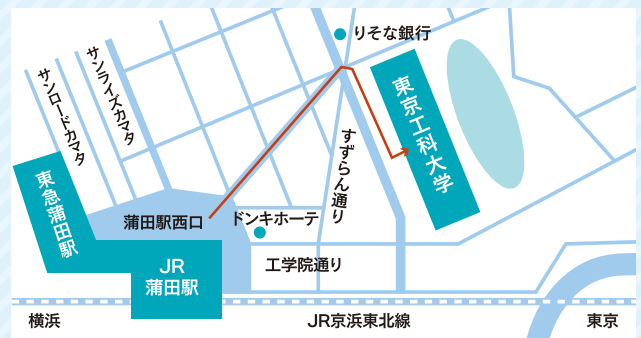 りそな銀行
サンライズカマタ
サンロードカマタ
東京工科大学
すずらん通り
東急蒲田駅
蒲田駅西口
ドンキホーテ
JR
蒲田駅
工学院通り
横浜
JR京浜東北線
東京